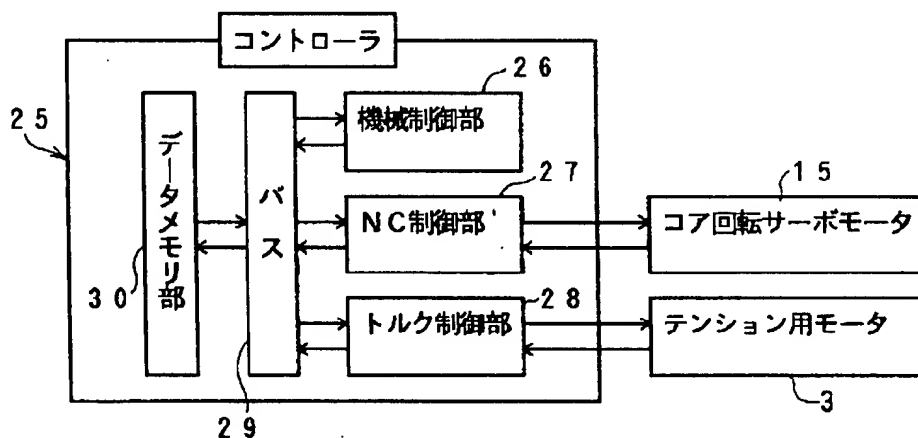 コントローラ
25
26
機械制御部
データメモリ部
バス
27
NC制御部
15
コア回転サーボモータ
30
28
トルク制御部
テンション用モータ
29
3